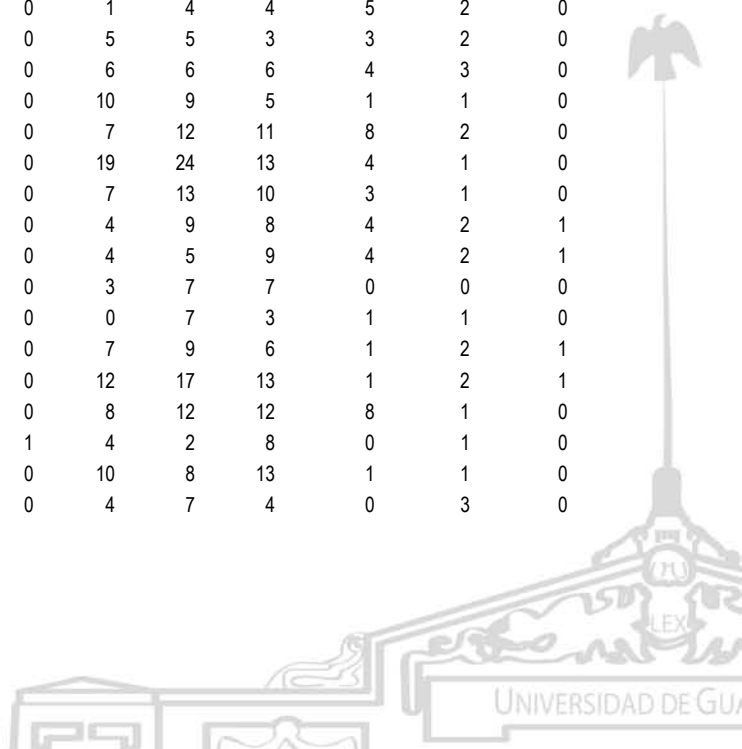 0 1 4 4 5 2 0
0 5 5 3 3 2 0
0 6 6 6 4 3 0
0 10 9 5 1 1 0
0 7 12 11 8 2 0
0 19 24 13 4 1 0
0 7 13 10 3 1 0
0 4 9 8 4 2 1
0 4 5 9 4 2 1
0 3 7 7 0 0 0
0 0 7 3 1 1 0
0 7 9 6 1 2 1
0 12 17 13 1 2 1
0 8 12 12 8 1 0
1 4 2 8 0 1 0
0 10 8 13 1 1 0
0 4 7 4 0 3 0
LEX
UNIVERSIDAD DE GUA